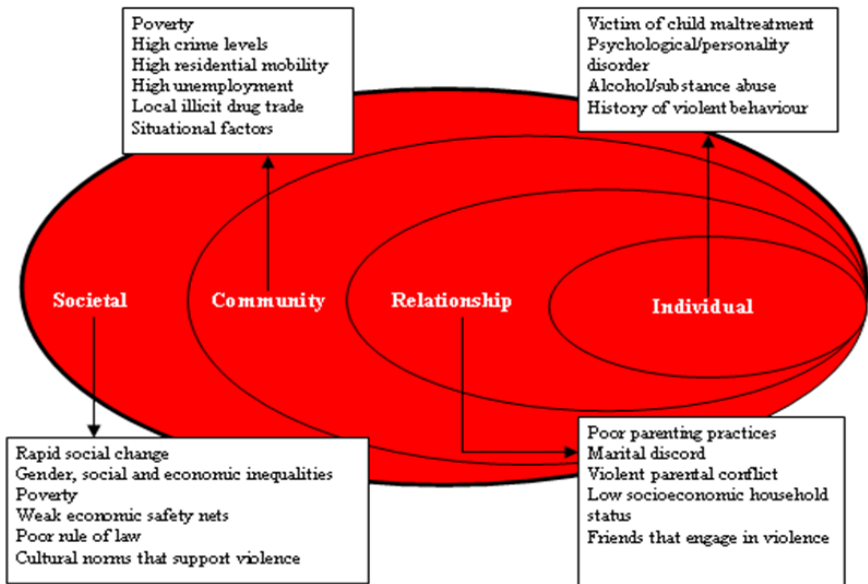 Poverty
High crime levels
High residential mobility
High unemployment
Local illicit drug trade
Situational factors
Victim of child maltreatment
Psychological/personality
disorder
Alcohol/substance abuse
History of violent behaviour
Societal
Community
Relationship
Individual
Rapid social change
Gender, social and economic inequalities
Poverty
Weak economic safety nets
Poor rule of law
Cultural norms that support violence
Poor parenting practices
Marital discord
Violent parental conflict
Low socioeconomic household
status
Friends that engage in violence